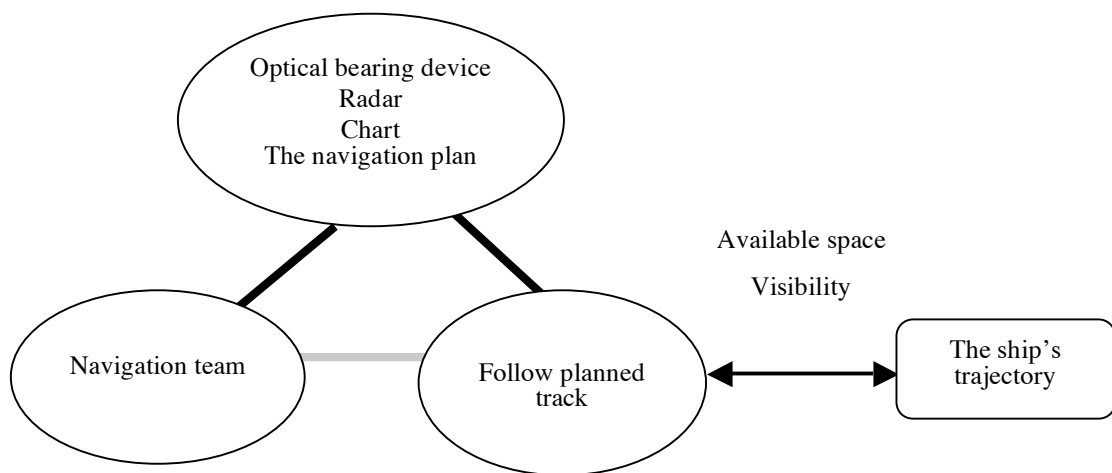 Optical bearing device
Radar
Chart
The navigation plan
Available space
Visibility
Navigation team
Follow planned
track
The ship's
trajectory